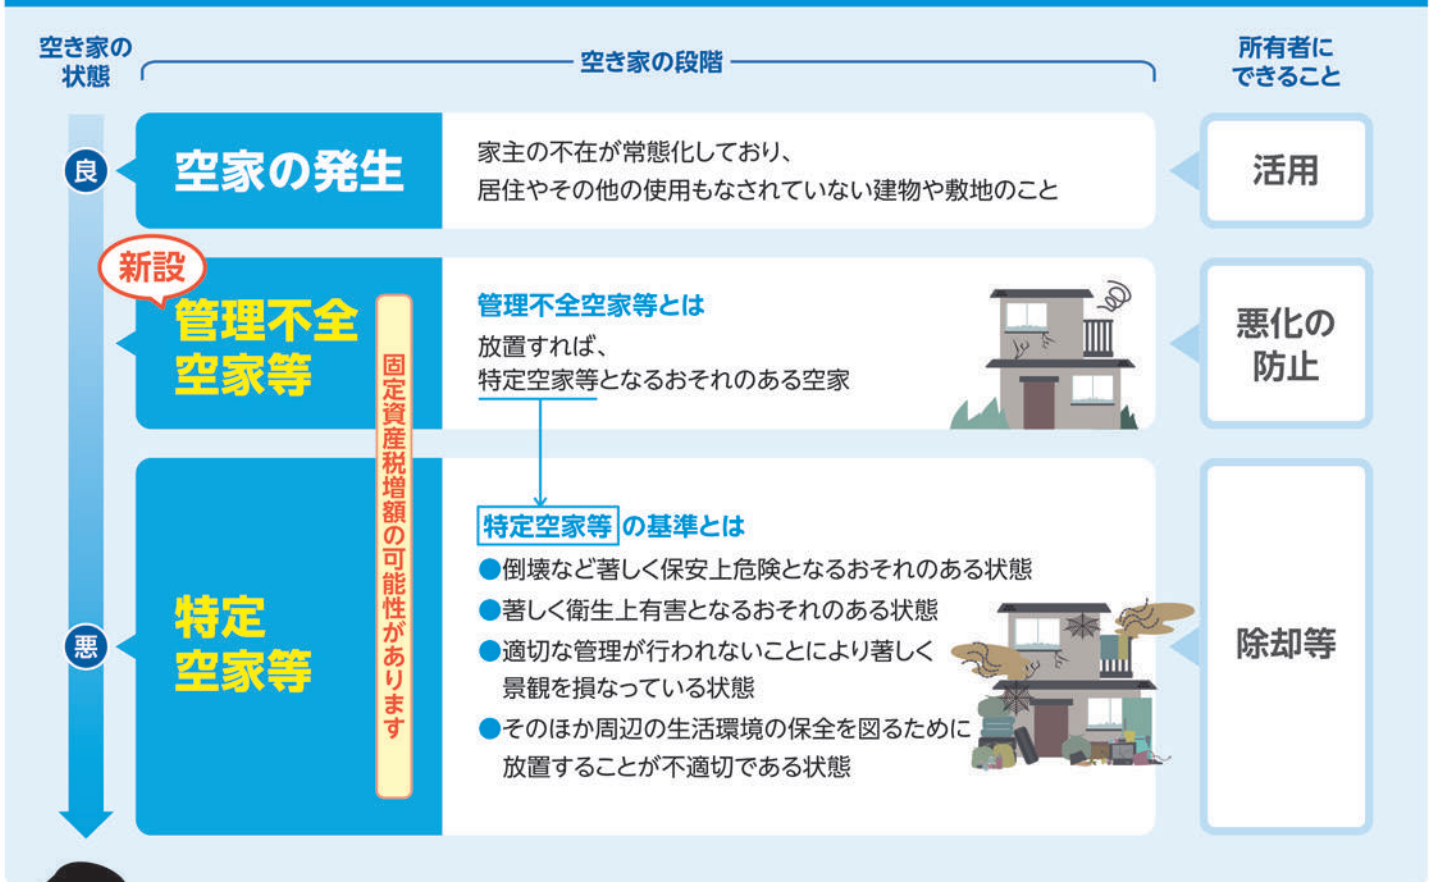 空き家の
状態
空き家の段階
所有者に
できること
良
空家の発生
家主の不在が常態化しており、
居住やその他の使用もなされていない建物や敷地のこと
活用
新設
管理不全
空家等
固定資産税増額の可能性があります
管理不全空家等とは
放置すれば、
特定空家等となるおそれのある空家
悪化の
防止
悪
特定
空家等
特定空家等の基準とは
●倒壊など著しく保安上危険となるおそれのある状態
●著しく衛生上有害となるおそれのある状態
●適切な管理が行われないことにより著しく
景観を損なっている状態
●そのほか周辺の生活環境の保全を図るために
放置することが不適切である状態
除却等